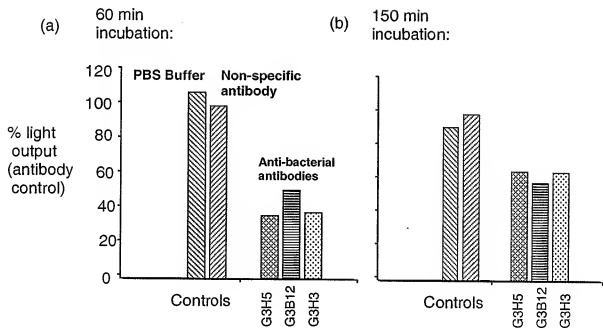 (a)
60 min
incubation:
(b)
150 min
incubation:
120
100
80
60
40
20
0
% light
output
(antibody
control)
PBS Buffer
Non-specific
antibody
Anti-bacterial
antibodies
Controls
G3H5
G3B12
G3H3
Controls
G3H5
G3B12
G3H3